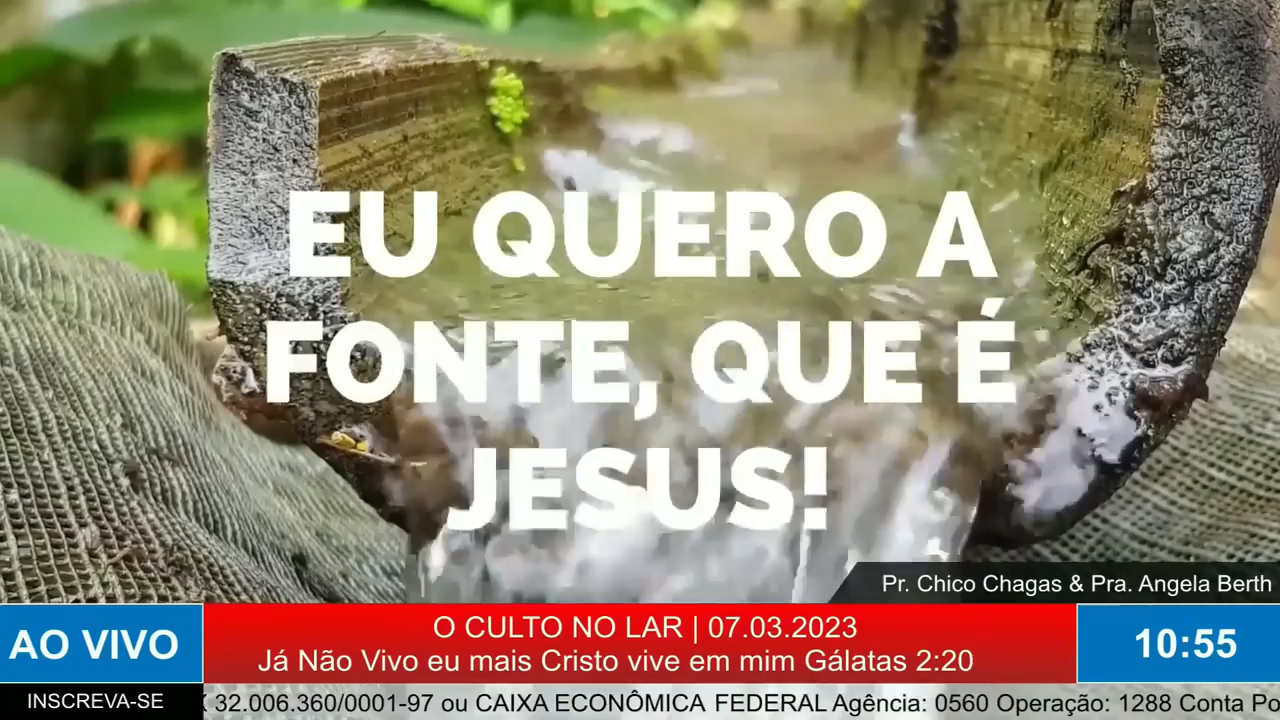 EU QUERO A
FONTE, QUE É
JESUS!
Pr. Chico Chagas & Pra. Angela Berth
AO VIVO
O CULTO NO LAR | 07.03.2023
Já Não Vivo eu mais Cristo vive em mim Gálatas 2:20
10:55
INSCREVA-SE
32.006.360/0001-97 ou CAIXA ECONÔMICA FEDERAL Agência: 0560 Operação: 1288 Conta Po